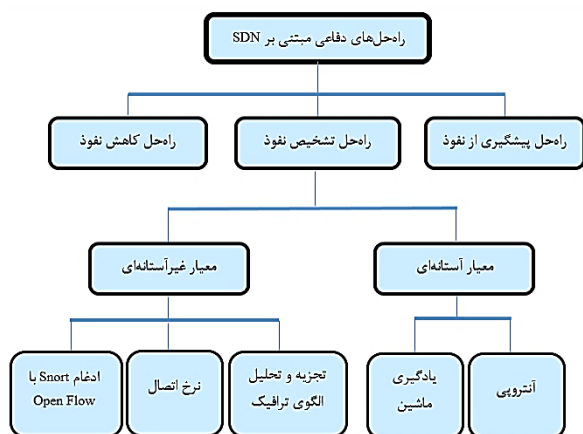 راه‌حل‌های دفاعی مبتنی بر SDN
راه‌حل پیشگیری از نفوذ
راه‌حل تشخیص نفوذ
راه‌حل کاهش نفوذ
معیار آستانه‌ای
معیار غیرآستانه‌ای
آنتروپی
یادگیری
ماشین
تجزیه و تحلیل
الگوی ترافیک
نرخ اتصال
ادغام Snort با
Open Flow